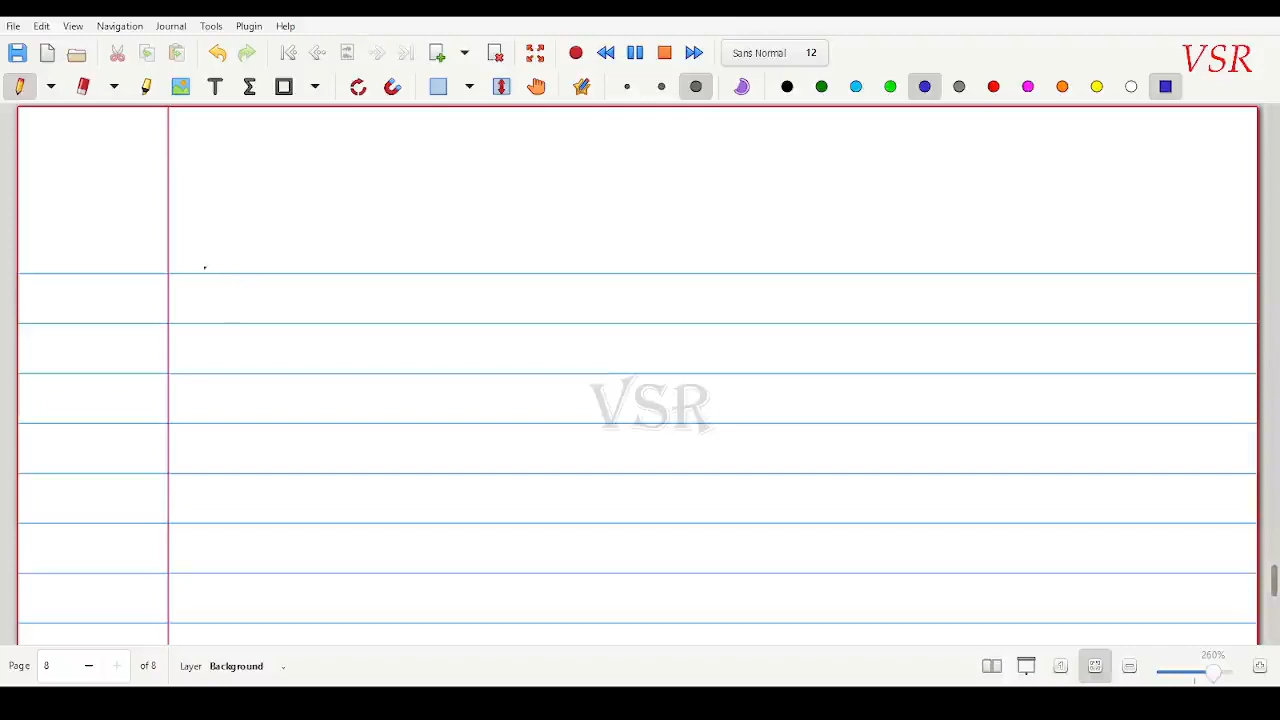 File Edit View Navigation Journal Tools Plugin Help
VSR
Sans Normal 12
VSR
260%
Page 8 of 8 Layer Background